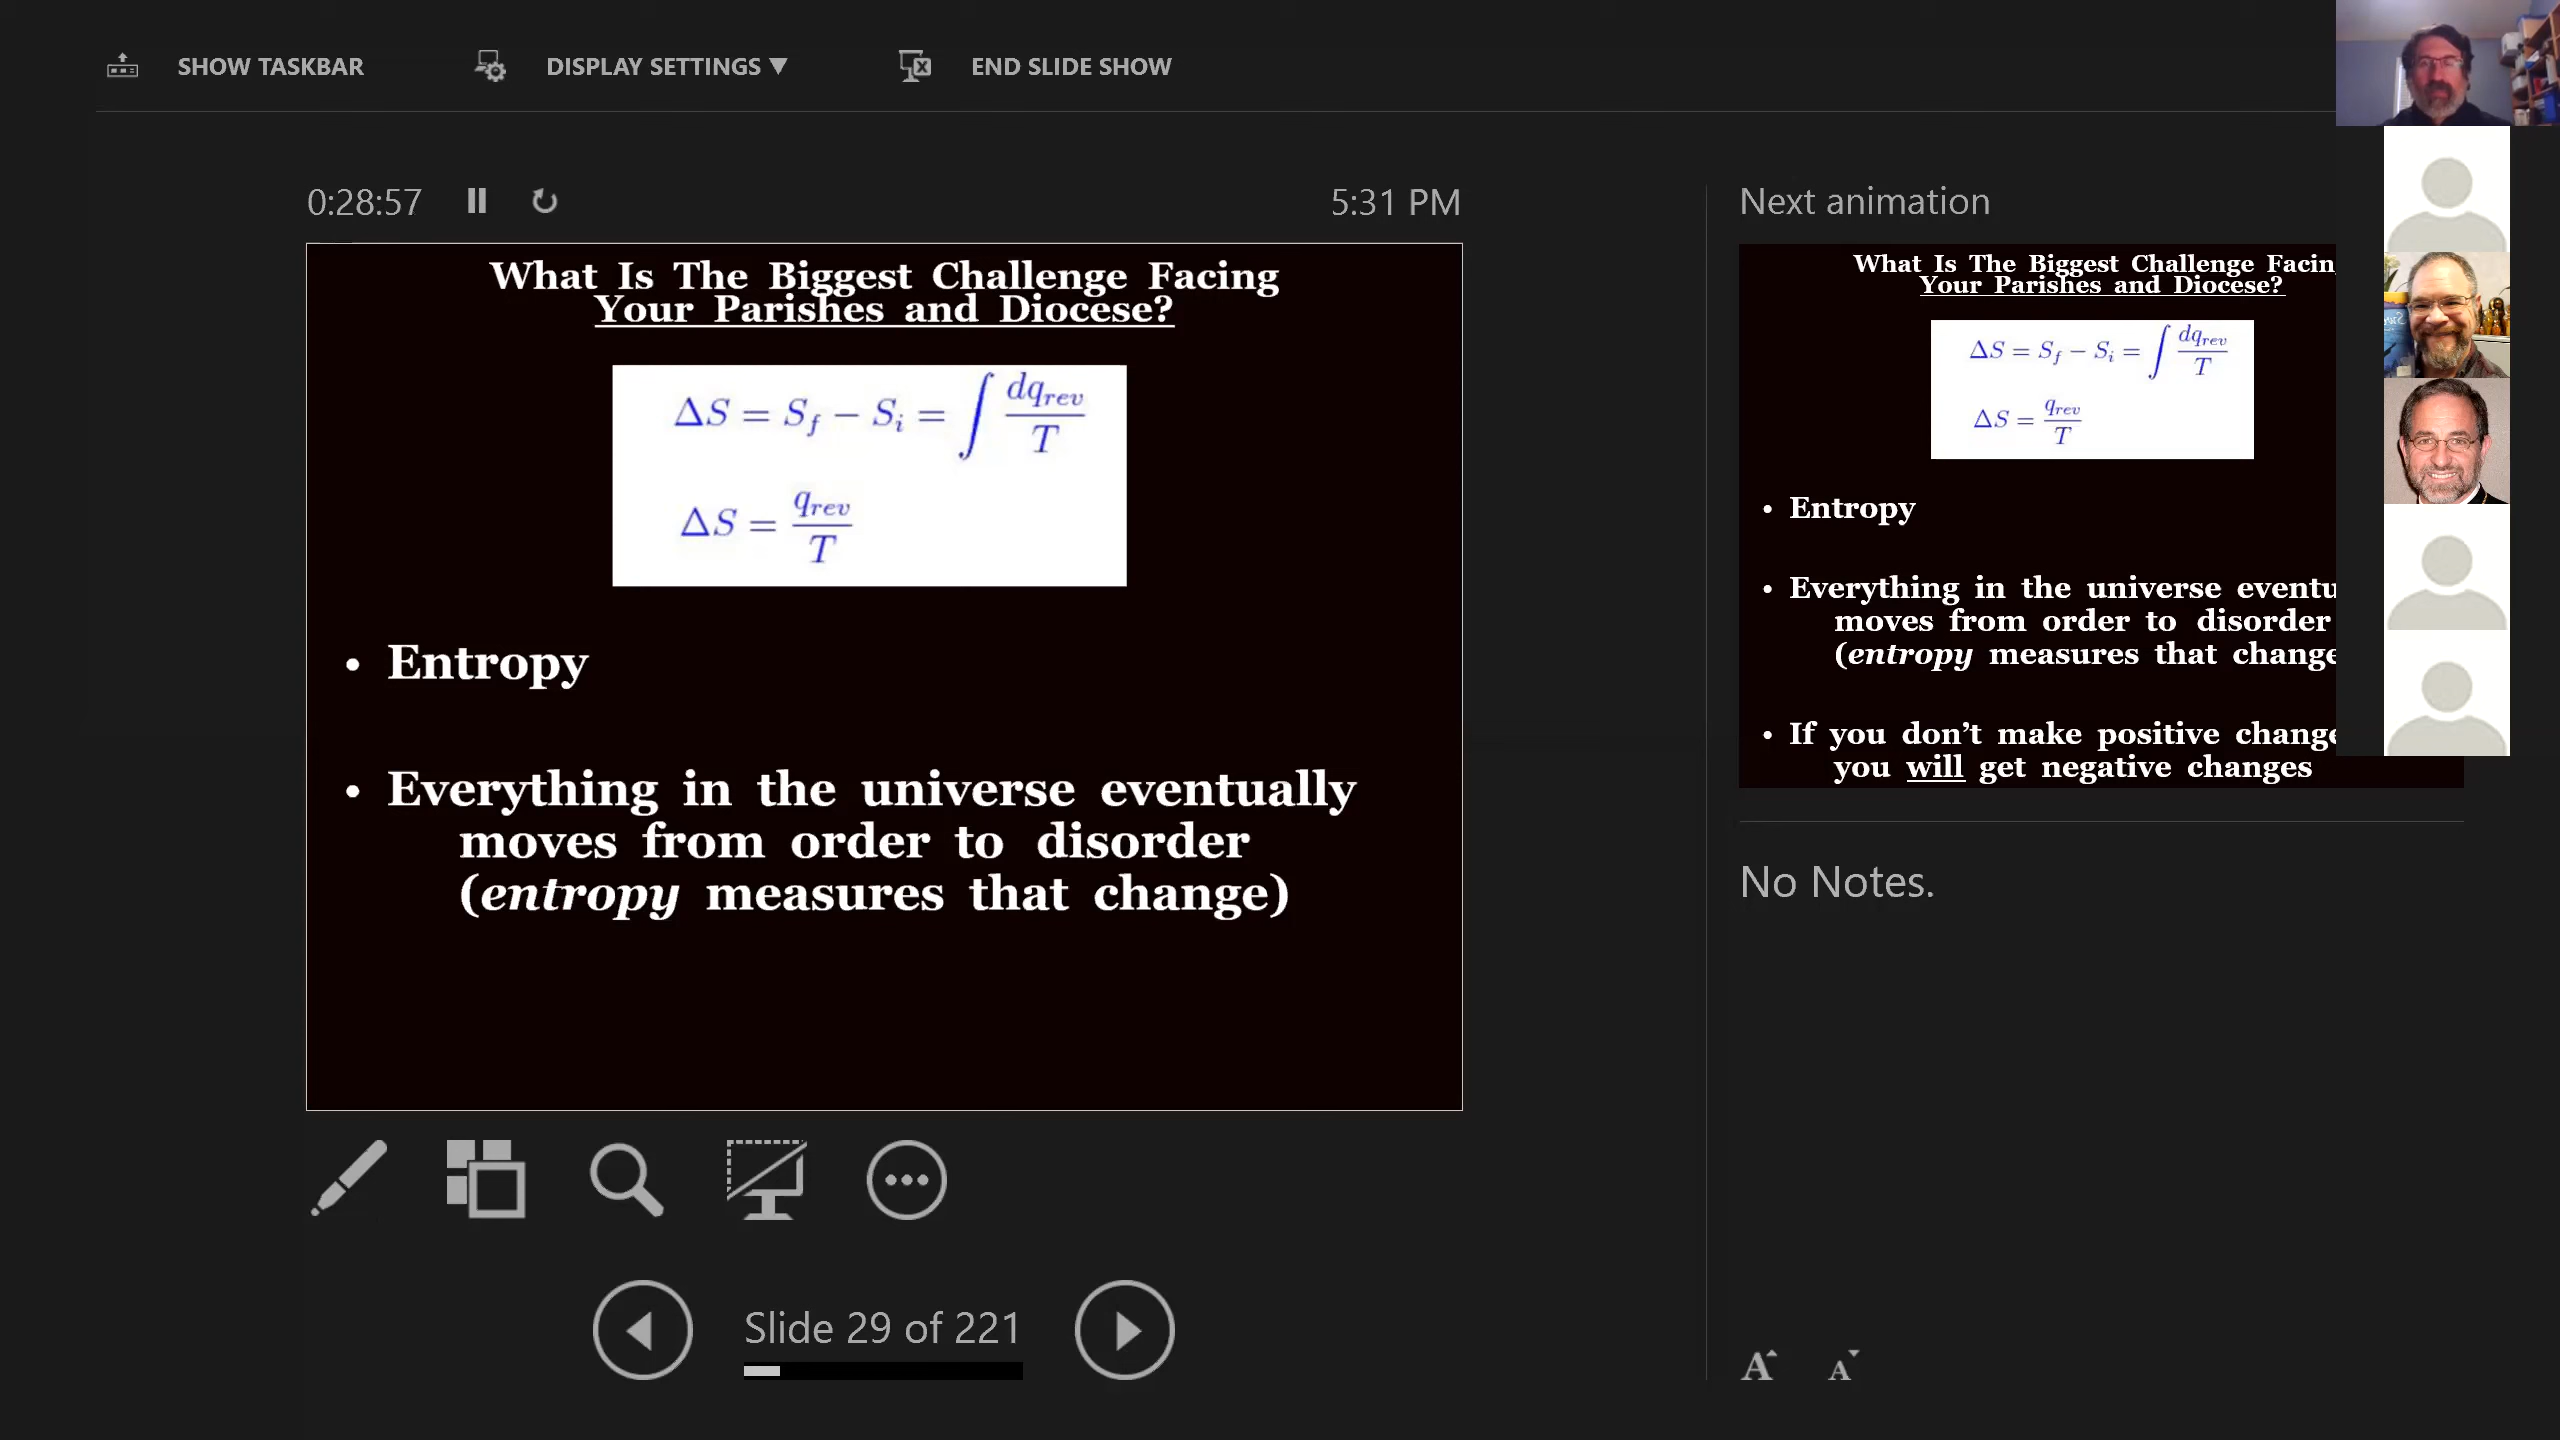 SHOW TASKBAR
DISPLAY SETTINGS ▼
END SLIDE SHOW
0:28:57
5:31 PM
What Is The Biggest Challenge Facing
Your Parishes and Diocese?
ΔS = S_f − S_i = ∫ dq_rev / T
ΔS = q_rev / T
• Entropy
• Everything in the universe eventually
moves from order to disorder
(entropy measures that change)
Slide 29 of 221
Next animation
What Is The Biggest Challenge Facin
Your Parishes and Diocese?
ΔS = S_f − S_i = ∫ dq_rev / T
ΔS = q_rev / T
• Entropy
• Everything in the universe eventu
moves from order to disorder
(entropy measures that change
• If you don't make positive change
you will get negative changes
No Notes.
A A